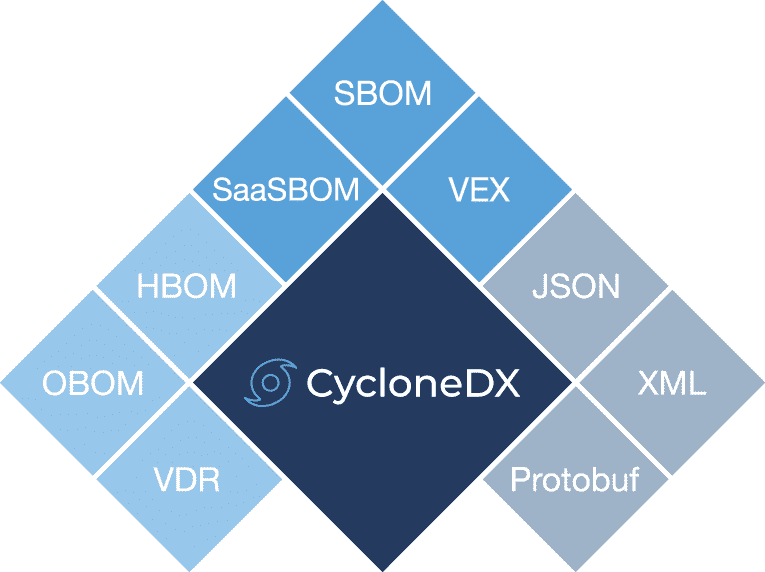 SBOM
SaaSBOM
VEX
HBOM
JSON
OBOM
CycloneDX
XML
VDR
Protobuf